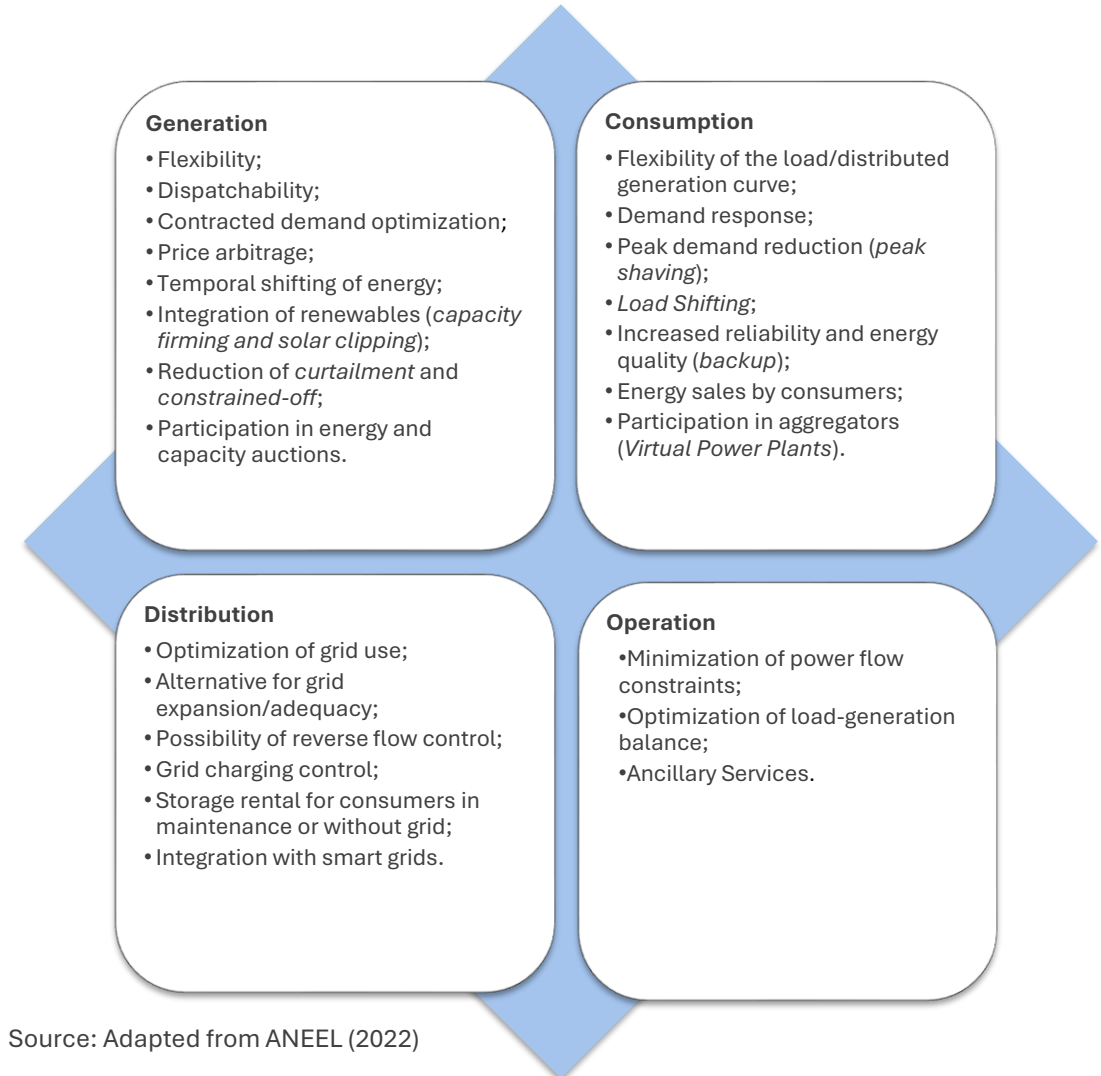 Generation
•Flexibility;
•Dispatchability;
•Contracted demand optimization;
•Price arbitrage;
•Temporal shifting of energy;
•Integration of renewables (capacity
firming and solar clipping);
•Reduction of curtailment and
constrained-off;
•Participation in energy and
capacity auctions.
Consumption
•Flexibility of the load/distributed
generation curve;
•Demand response;
•Peak demand reduction (peak
shaving);
•Load Shifting;
•Increased reliability and energy
quality (backup);
•Energy sales by consumers;
•Participation in aggregators
(Virtual Power Plants).
Distribution
•Optimization of grid use;
•Alternative for grid
expansion/adequacy;
•Possibility of reverse flow control;
•Grid charging control;
•Storage rental for consumers in
maintenance or without grid;
•Integration with smart grids.
Operation
•Minimization of power flow
constraints;
•Optimization of load-generation
balance;
•Ancillary Services.
Source: Adapted from ANEEL (2022)